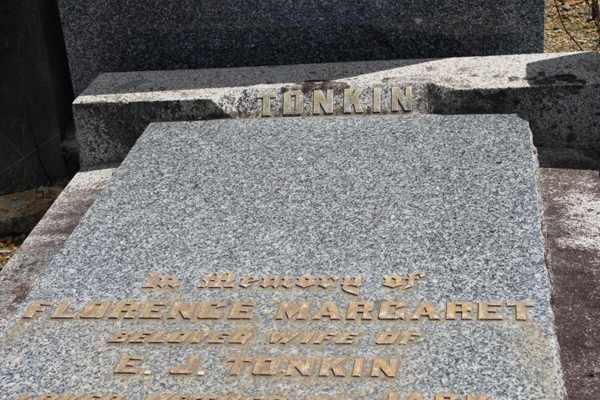 TONKIN
In Memory of
FLORENCE MARGARET
BELOVED WIFE OF
E. J. TONKIN